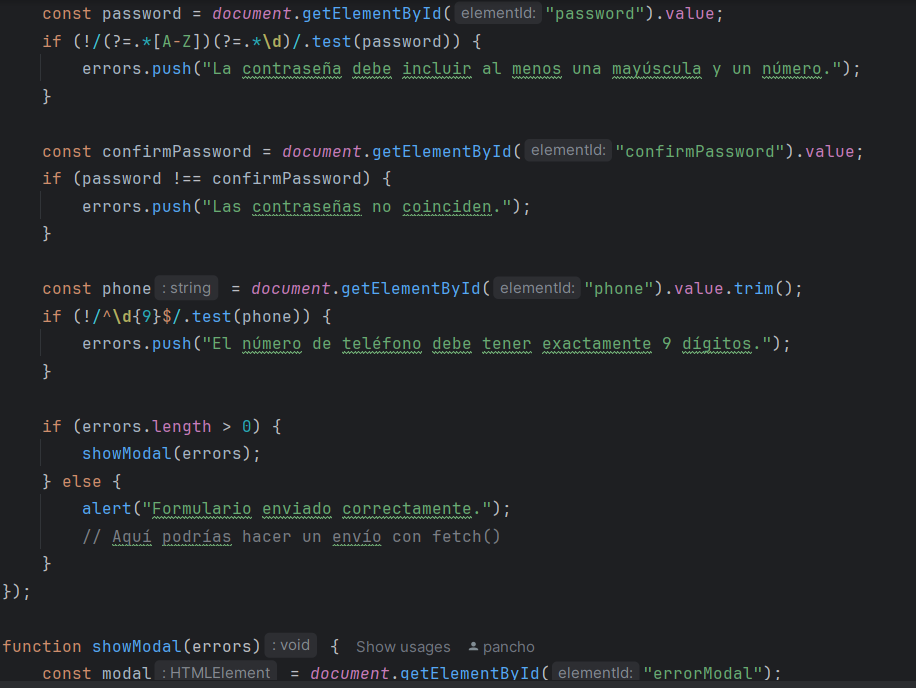 const password = document.getElementById( elementId: "password").value;
if (!/(?=.*[A-Z])(?=.*\d)/.test(password)) {
errors.push("La contraseña debe incluir al menos una mayúscula y un número.");
}
const confirmPassword = document.getElementById( elementId: "confirmPassword").value;
if (password !== confirmPassword) {
errors.push("Las contraseñas no coinciden.");
}
const phone : string = document.getElementById( elementId: "phone").value.trim();
if (!/^\d{9}$/.test(phone)) {
errors.push("El número de teléfono debe tener exactamente 9 dígitos.");
}
if (errors.length > 0) {
showModal(errors);
} else {
alert("Formulario enviado correctamente.");
// Aquí podrías hacer un envío con fetch()
}
});
function showModal(errors) : void { Show usages pancho
const modal : HTMLElement = document.getElementById( elementId: "errorModal");